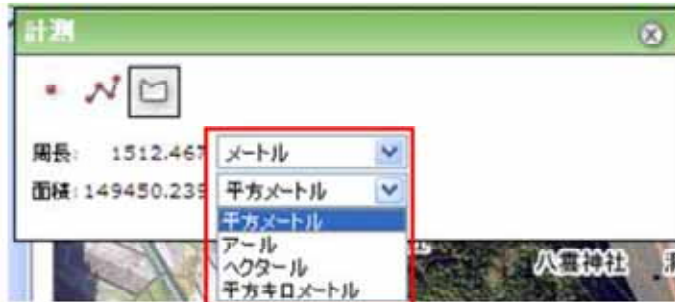 計測
周長: 1512.467 メートル
面積: 149450.239 平方メートル
平方メートル
アール
ヘクタール
平方キロメートル
八雲神社